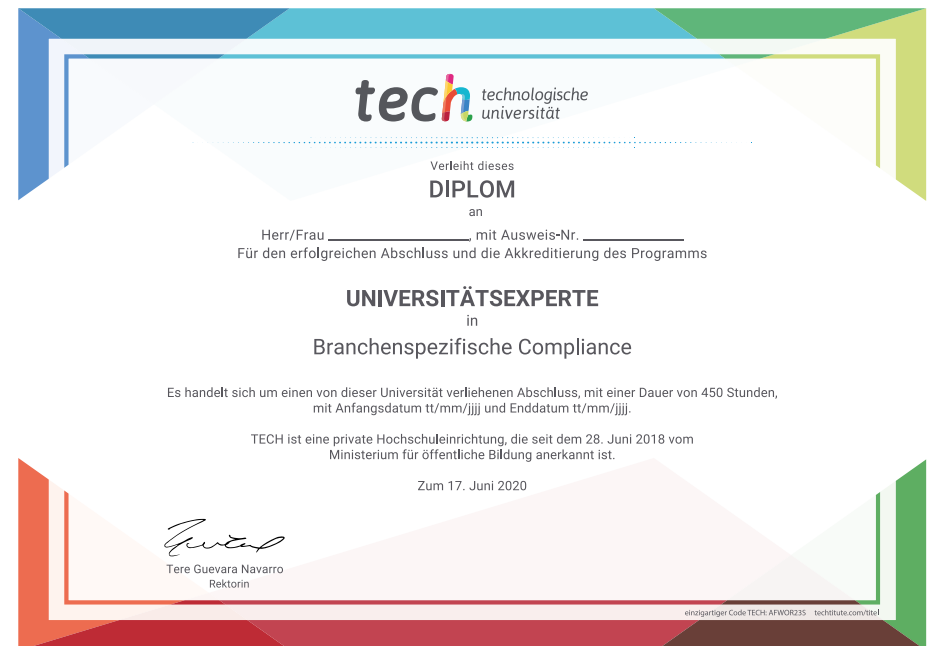 tech technologische
universität
Verleiht dieses
DIPLOM
an
Herr/Frau ____________________, mit Ausweis-Nr. ______________
Für den erfolgreichen Abschluss und die Akkreditierung des Programms
UNIVERSITÄTSEXPERTE
in
Branchenspezifische Compliance
Es handelt sich um einen von dieser Universität verliehenen Abschluss, mit einer Dauer von 450 Stunden,
mit Anfangsdatum tt/mm/jjjj und Enddatum tt/mm/jjjj.
TECH ist eine private Hochschuleinrichtung, die seit dem 28. Juni 2018 vom
Ministerium für öffentliche Bildung anerkannt ist.
Zum 17. Juni 2020
Tere Guevara Navarro
Rektorin
einzigartiger Code TECH: AFWOR23S techtitute.com/titel